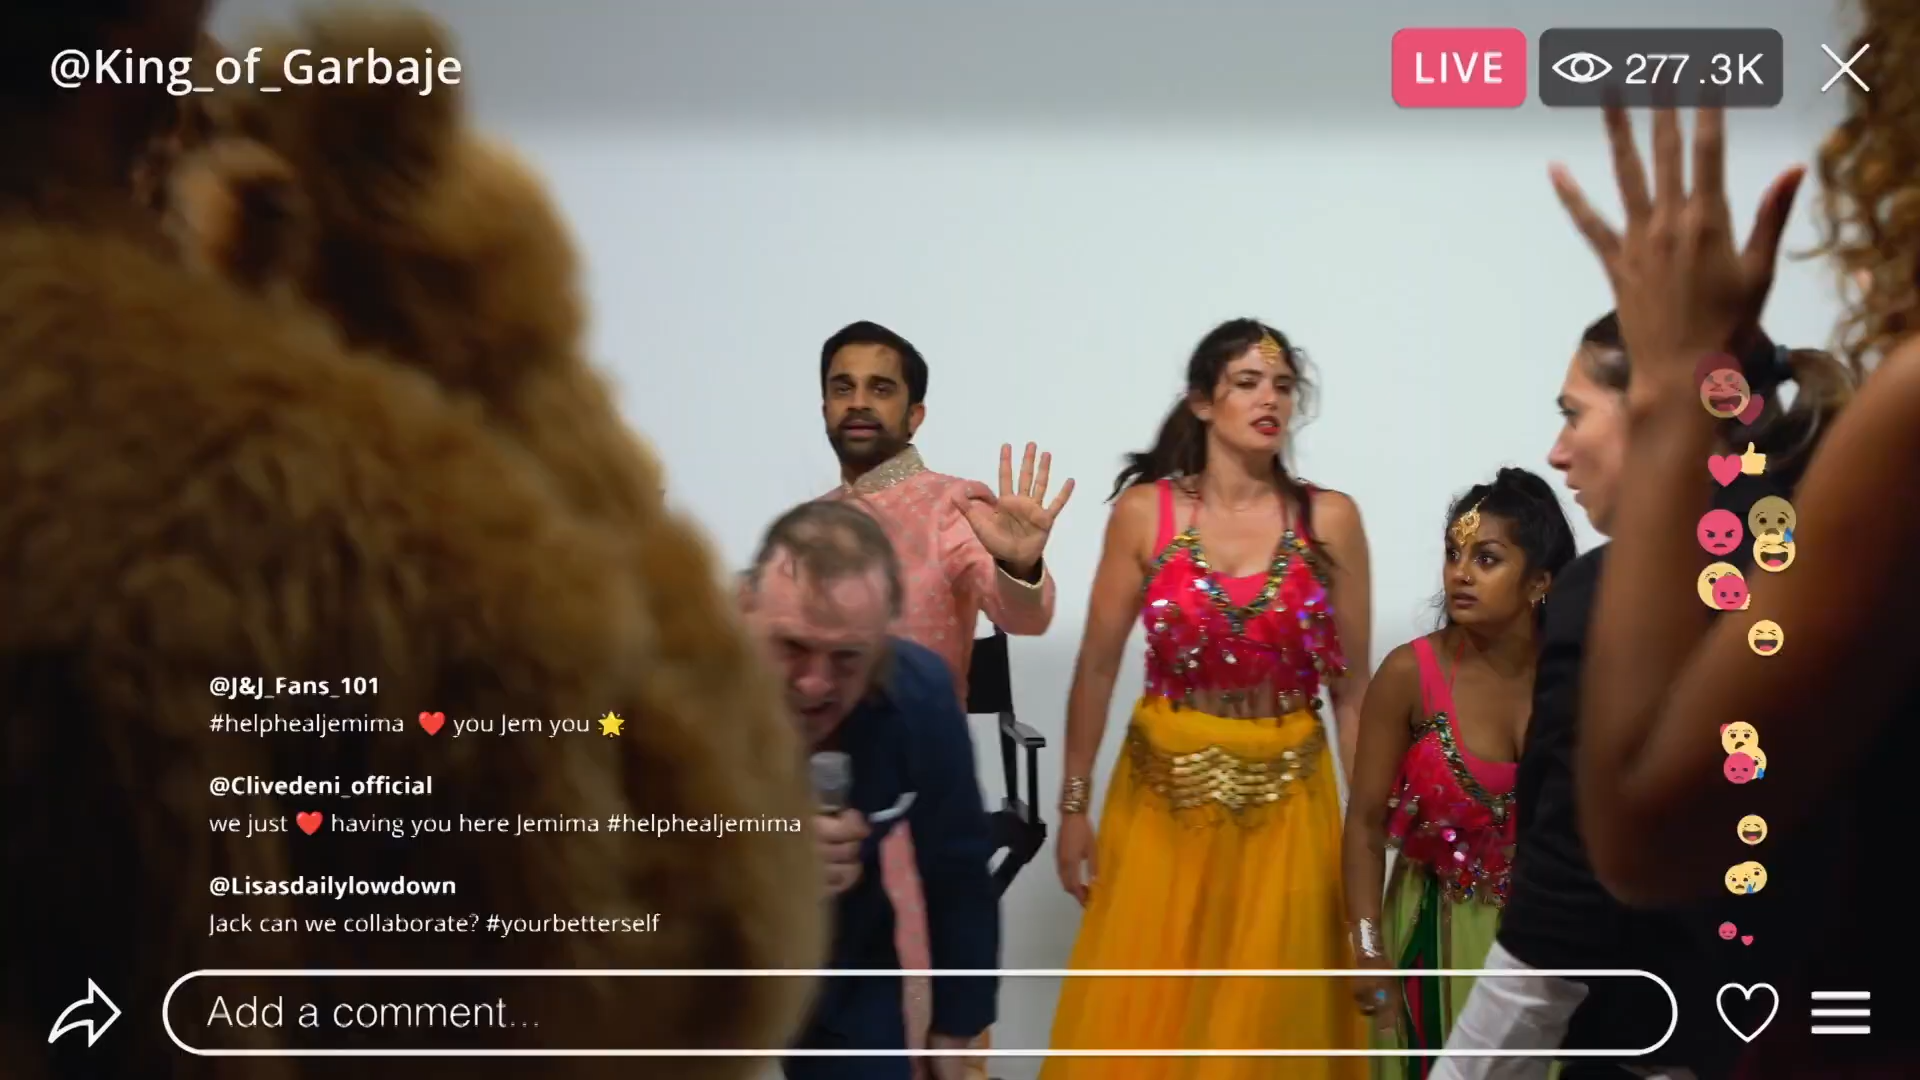 @King_of_Garbaje
LIVE
277.3K
@J&J_Fans_101
#helphealjemima ❤️ you Jem you 🌟
@Clivedeni_official
we just ❤️ having you here Jemima #helphealjemima
@Lisasdailylowdown
Jack can we collaborate? #yourbetterself
Add a comment...